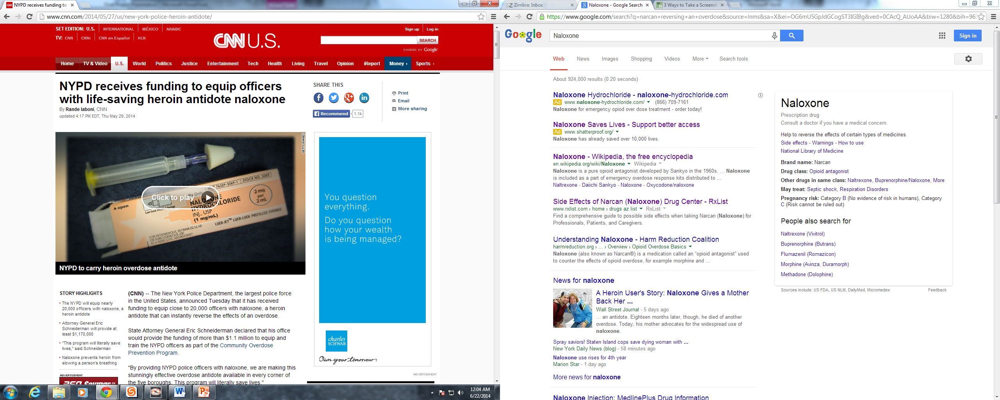 NYPD receives funding to
www.cnn.com/2014/05/27/us/new-york-police-heroin-antidote/
SET EDITION: U.S. INTERNATIONAL MÉXICO ARABIC
TV: CNN CNNi CNN en Español HLN
CNN U.S.
Sign up Log in
SEARCH
POWERED BY Google
Home TV & Video U.S. World Politics Justice Entertainment Tech Health Living Travel Opinion iReport Money Sports
NYPD receives funding to equip officers
with life-saving heroin antidote naloxone
By Rande Iaboni, CNN
updated 4:17 PM EDT, Thu May 29, 2014
SHARE THIS
Recommend 1.1k
Print
Email
More sharing
GETTY IMAGES
Click to play
open
Rx Only
NDC 76329-3369-1 STOCK NO. 3369
NALOXONE
HYDROCHLORIDE
INJ., USP
(1 mg/mL)
2 mg
per
2 mL
LUER-JET™ LUER-LOCK PREFILLED SYRINGE
FOR INTRAVENOUS, INTRAMUSCULAR
OR SUBCUTANEOUS USE
AS A NARCOTIC ANTAGONIST
NYPD to carry heroin overdose antidote
STORY HIGHLIGHTS
The NYPD will equip nearly
20,000 officers with naloxone, a
heroin antidote
Attorney General Eric
Schneiderman will provide at
least $1,170,000
"This program will literally save
lives," said Schneiderman
Naloxone prevents heroin from
slowing a person's breathing
ADVERTISEMENT
360 Savings
(CNN) -- The New York Police Department, the largest police force
in the United States, announced Tuesday that it has received
funding to equip close to 20,000 officers with naloxone, a heroin
antidote that can instantly reverse the effects of an overdose.
State Attorney General Eric Schneiderman declared that his office
would provide the funding of more than $1.1 million to equip and
train the NYPD officers as part of the Community Overdose
Prevention Program.
"By providing NYPD police officers with naloxone, we are making this
stunningly effective overdose antidote available in every corner of
the five boroughs. This program will literally save lives."
You question
everything.
Do you question
how your wealth
is being managed?
charles
SCHWAB
Own your tomorrow.
ADVERTISEMENT
12:04 AM
6/22/2014
Zimbra: Inbox
Naloxone - Google Search
3 Ways to Take a Screensh
https://www.google.com/search?q=narcan+reversing+an+overdose&source=lnms&sa=X&ei=OG6mU5GpJdGCogST3IGIBg&ved=0CAcQ_AUoAA&biw=1280&bih=963
Google
Naloxone
Sign in
Web News Images Shopping Videos More Search tools
About 924,000 results (0.20 seconds)
Naloxone Hydrochloride - naloxone-hydrochloride.com
Ad www.naloxone-hydrochloride.com/ (866) 709-7161
Naloxone for emergency opiod over dose treatment - order today!
Naloxone Saves Lives - Support better access
Ad www.shatterproof.org/
Naloxone has already saved over 10,000 lives.
Naloxone - Wikipedia, the free encyclopedia
en.wikipedia.org/wiki/Naloxone Wikipedia
Naloxone is a pure opioid antagonist developed by Sankyo in the 1960s. ... Naloxone
is included as a part of emergency overdose response kits distributed to ...
Naltrexone - Daiichi Sankyo - Naloxone - Oxycodone/naloxone
Side Effects of Narcan (Naloxone) Drug Center - RxList
www.rxlist.com › home › drugs az list RxList
Find a comprehensive guide to possible side effects when taking Narcan (Naloxone) for
Professionals, Patients, and Caregivers.
Understanding Naloxone - Harm Reduction Coalition
harmreduction.org › ... › Overview › Opioid Overdose Basics
Naloxone (also known as Narcan®) is a medication called an “opioid antagonist” used
to counter the effects of opioid overdose, for example morphine and ...
News for naloxone
A Heroin User's Story: Naloxone Gives a Mother
Back Her ...
Wall Street Journal - 5 days ago
... an antidote. Eighteen months later, though, he died of another
overdose. Today, his mother advocates for the widespread use of
naloxone.
Spray saviors! Staten Island cops save dying woman with ...
New York Daily News (blog) - 58 minutes ago
Naloxone use rises for 4th year
Marion Star - 1 day ago
More news for naloxone
Naloxone Injection: MedlinePlus Drug Information
Naloxone
Prescription drug
Consult a doctor if you have a medical concern.
Help to reverse the effects of certain types of medicines.
Side effects - Warnings - How to use
National Library of Medicine
Brand name: Narcan
Drug class: Opioid antagonist
Other drugs in same class: Naltrexone, Buprenorphine/Naloxone, More
May treat: Septic shock, Respiration Disorders
Pregnancy risk: Category B (No evidence of risk in humans), Category
C (Risk cannot be ruled out)
People also search for
Naltrexone (Vivitrol)
Buprenorphine (Butrans)
Flumazenil (Romazicon)
Morphine (Avinza, Duramorph)
Methadone (Dolophine)
Sources include: US FDA, US NLM, DailyMed, Micromedex
Feedback